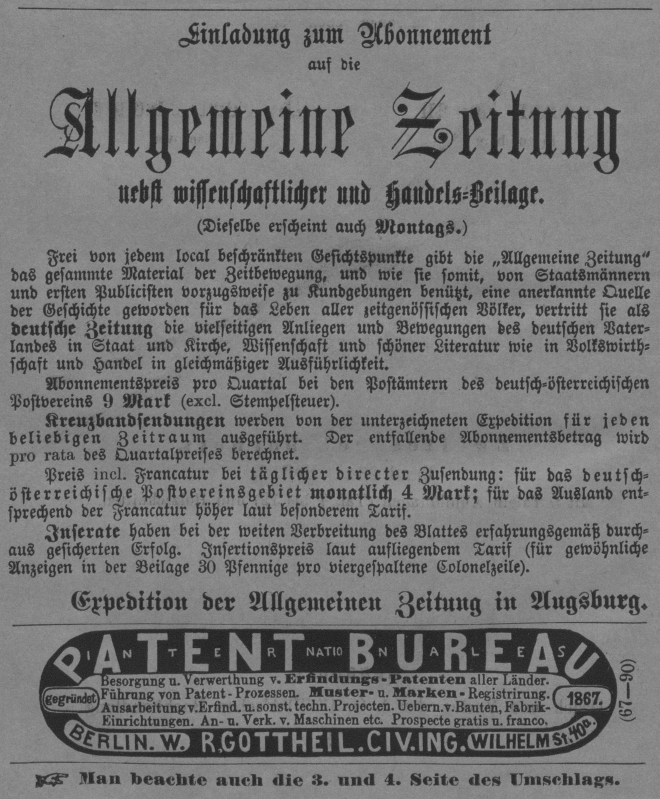 Einladung zum Abonnement
auf die
Allgemeine Zeitung
nebst wissenschaftlicher und Handels-Beilage.
(Dieselbe erscheint auch Montags.)
Frei von jedem local beschränkten Gesichtspunkte gibt die „Allgemeine Zeitung“
das gesammte Material der Zeitbewegung, und wie sie somit, von Staatsmännern
und ersten Publicisten vorzugsweise zu Kundgebungen benützt, eine anerkannte Quelle
der Geschichte geworden für das Leben aller zeitgenössischen Völker, vertritt sie als
deutsche Zeitung die vielseitigen Anliegen und Bewegungen des deutschen Vater-
landes in Staat und Kirche, Wissenschaft und schöner Literatur wie in Volkswirth-
schaft und Handel in gleichmäßiger Ausführlichkeit.
Abonnementspreis pro Quartal bei den Postämtern des deutsch-österreichischen
Postvereins 9 Mark (excl. Stempelsteuer).
Kreuzbandsendungen werden von der unterzeichneten Expedition für jeden
beliebigen Zeitraum ausgeführt. Der entfallende Abonnementsbetrag wird
pro rata des Quartalpreises berechnet.
Preis incl. Francatur bei täglicher directer Zusendung: für das deutsch-
österreichische Postvereinsgebiet monatlich 4 Mark; für das Ausland ent-
sprechend der Francatur höher laut besonderem Tarif.
Inserate haben bei der weiten Verbreitung des Blattes erfahrungsgemäß durch-
aus gesicherten Erfolg. Insertionspreis laut aufliegendem Tarif (für gewöhnliche
Anzeigen in der Beilage 30 Pfennige pro viergespaltene Colonelzeile).
Expedition der Allgemeinen Zeitung in Augsburg.
PATENT BUREAU
INTERNATIONALES
Besorgung u. Verwerthung v. Erfindungs-Patenten aller Länder.
gegründet Führung von Patent-Prozessen. Muster- u. Marken-Registrirung. 1867.
Ausarbeitung v. Erfind. u. sonst. techn. Projecten. Uebern. v. Bauten, Fabrik-
Einrichtungen. An- u. Verk. v. Maschinen etc. Prospecte gratis u. franco.
BERLIN. W. R. GOTTHEIL. CIV. ING. WILHELM St. 40a.
(67—90)
Man beachte auch die 3. und 4. Seite des Umschlags.